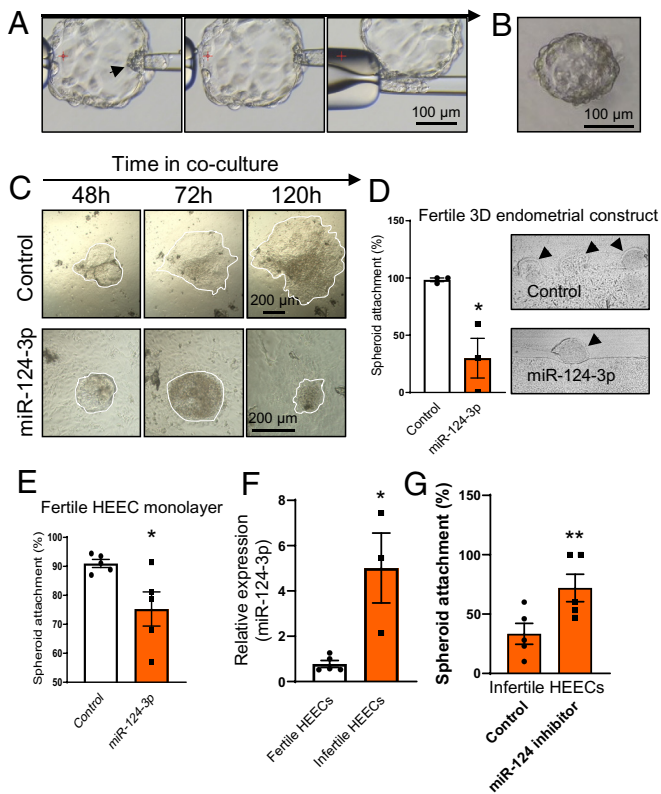 A
B
100 μm
100 μm
Time in co-culture
C
48h
72h
120h
Control
200 μm
miR-124-3p
200 μm
D
Fertile 3D endometrial construct
Spheroid attachment (%)
150
100
50
0
*
Control
miR-124-3p
Control
miR-124-3p
E
Fertile HEEC monolayer
Spheroid attachment (%)
100
90
80
70
60
50
*
Control
miR-124-3p
F
Relative expression
(miR-124-3p)
8
6
4
2
0
*
Fertile HEECs
Infertile HEECs
G
Spheroid attachment (%)
150
100
50
0
**
Infertile HEECs
Control
miR-124 inhibitor